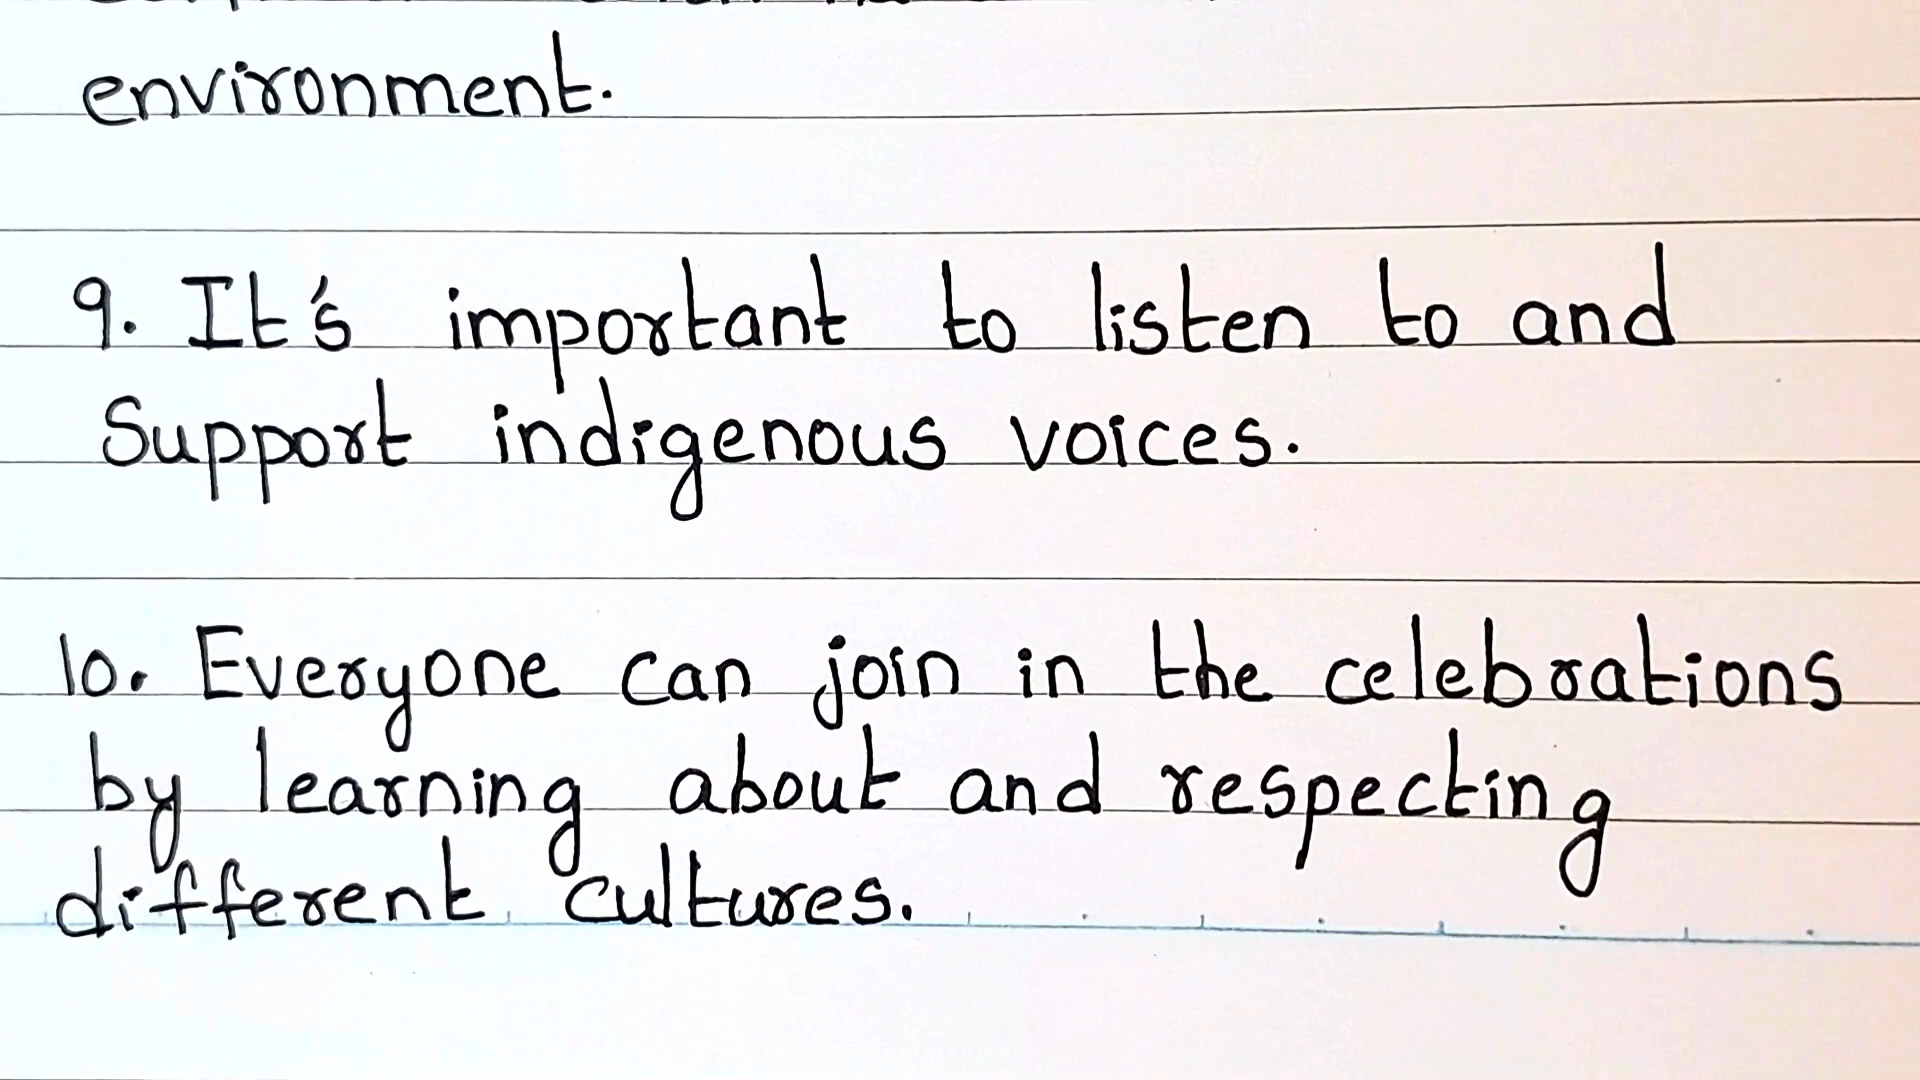 environment.
9. It's important to listen to and
Support indigenous voices.
10. Everyone can join in the celebrations
by learning about and respecting
different cultures.